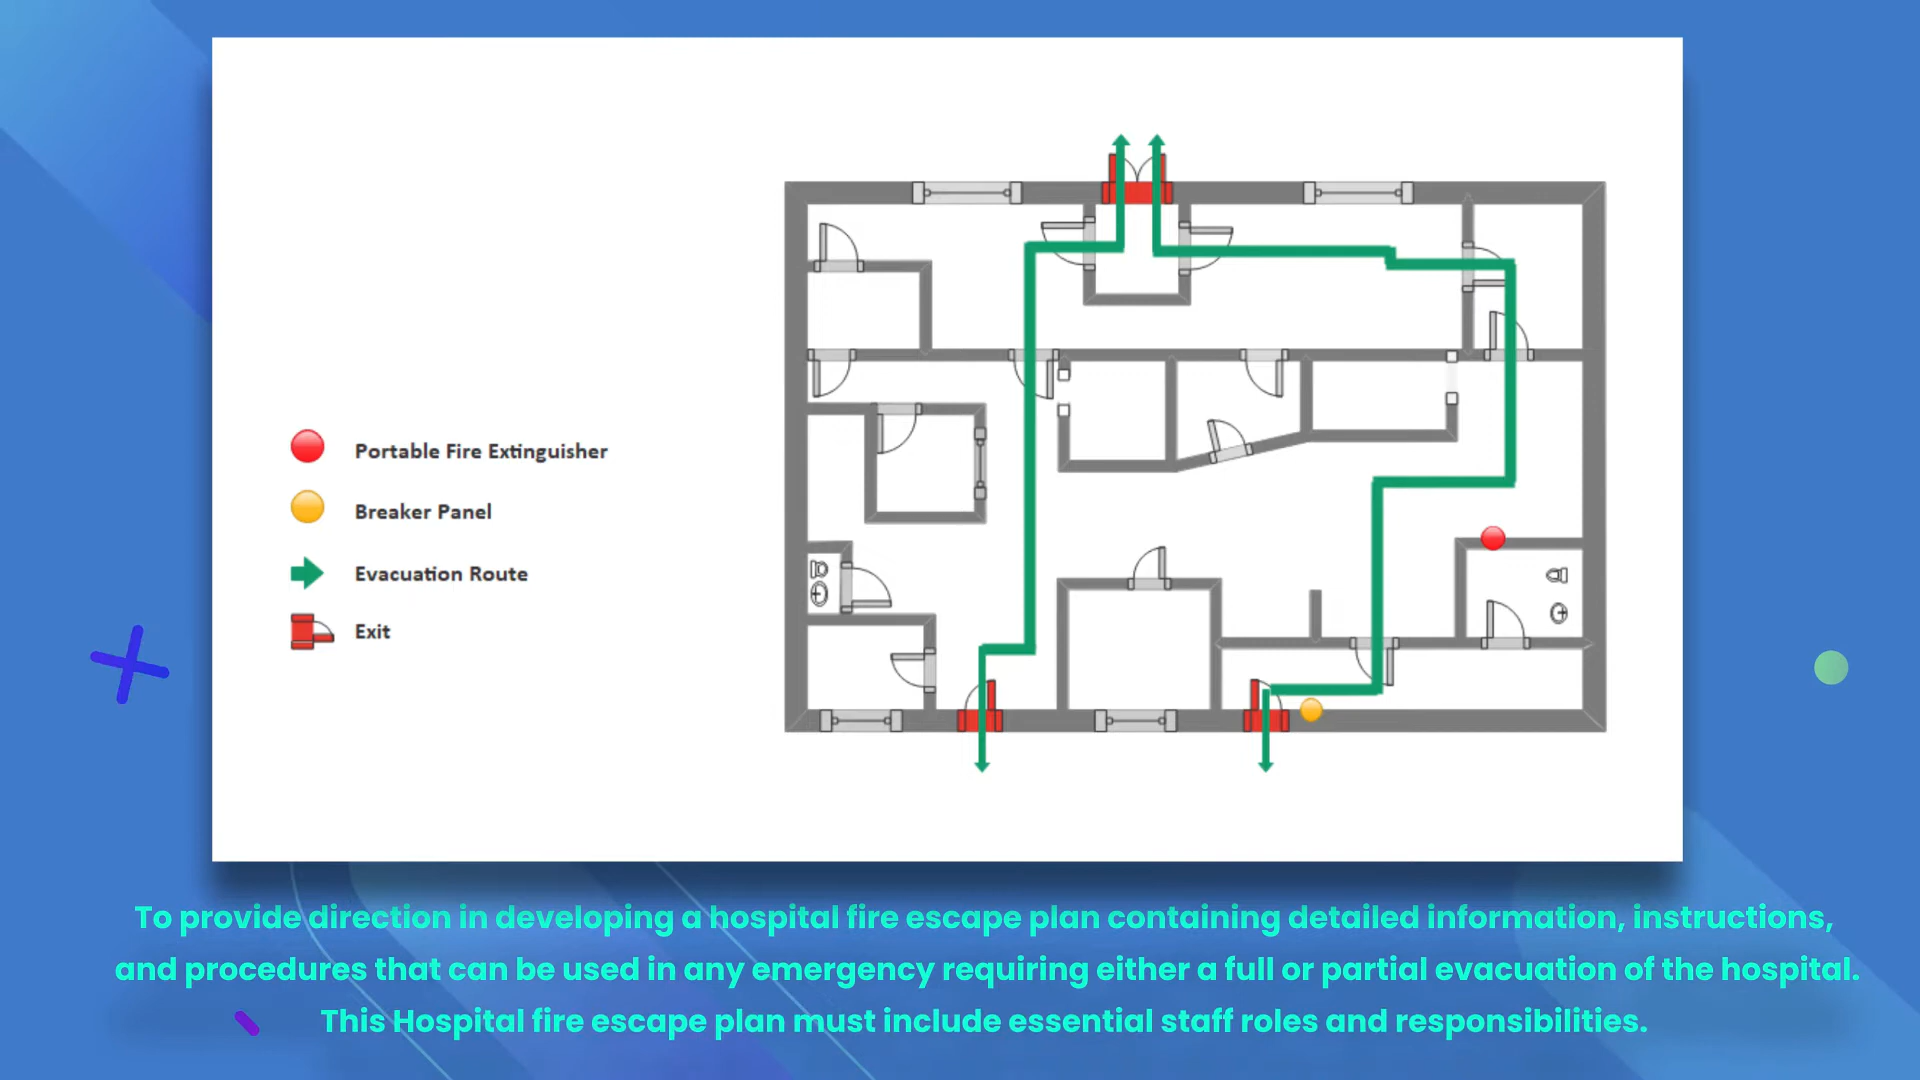 Portable Fire Extinguisher
Breaker Panel
Evacuation Route
Exit
To provide direction in developing a hospital fire escape plan containing detailed information, instructions,
and procedures that can be used in any emergency requiring either a full or partial evacuation of the hospital.
This Hospital fire escape plan must include essential staff roles and responsibilities.